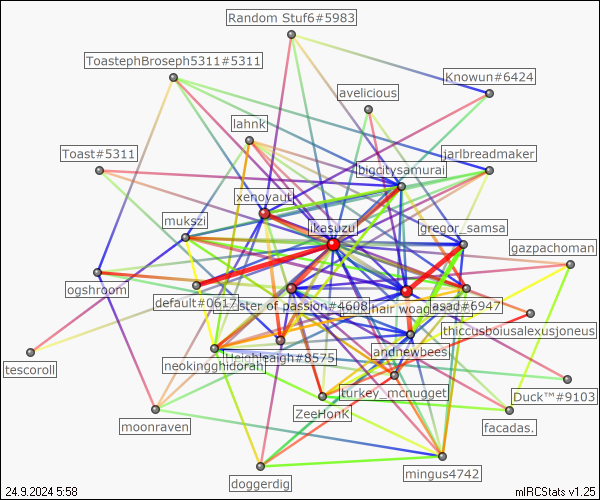 Random Stuf6#5983
ToastephBroseph5311#5311
Knowun#6424
avelicious
lahnk
Toast#5311
jarlbreadmaker
bigcitysamurai
xenoyaut
mukszi
ikasuzu
gregor_samsa
gazpachoman
ogshroom
default#0617
ster of passion#4608
hair woa
asad#6947
thiccusboiusalexusjoneus
andnewbees
Heighleaigh#8575
neokinghidorah
tescoroll
turkey_mcnugget
Duck™#9103
ZeeHonK
moonraven
facadas.
doggerdig
mingus4742
24.9.2024 5:58
mIRCStats v1.25